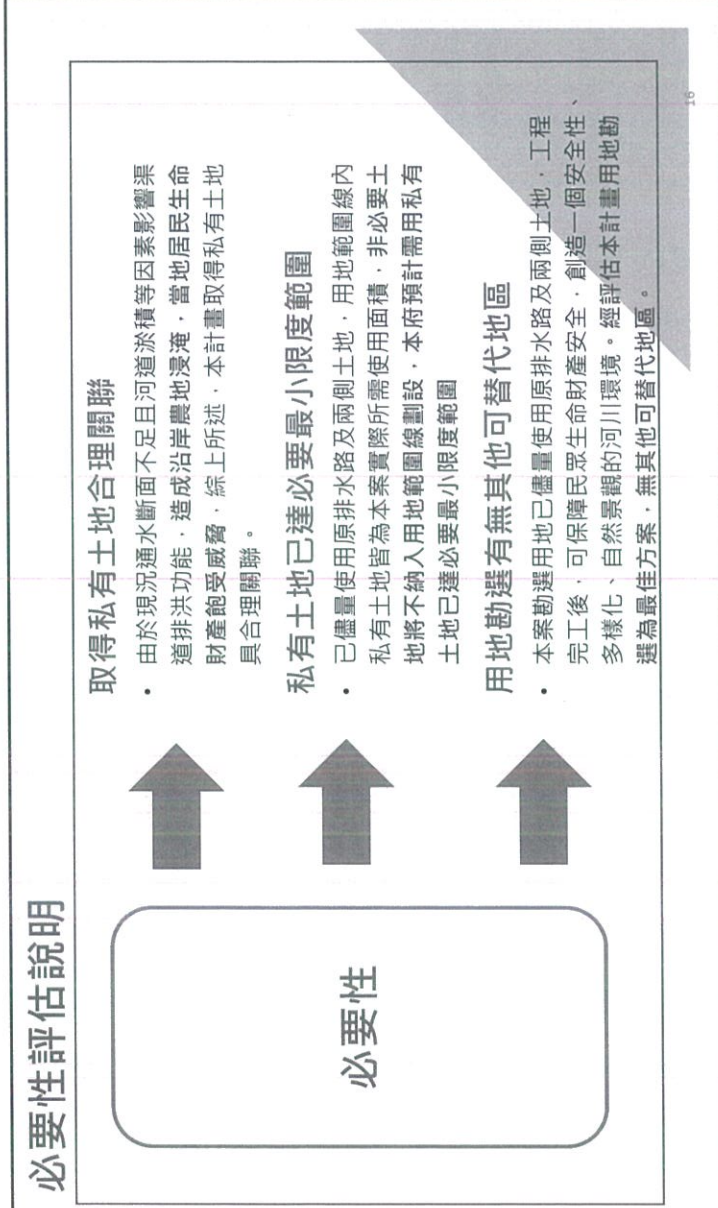 必要性評估說明
必要性
取得私有土地合理關聯
• 由於現況通水斷面不足且河道淤積等因素影響渠
道排洪功能，造成沿岸農地浸淹，當地居民生命
財產飽受威脅，綜上所述，本計畫取得私有土地
具合理關聯。
私有土地已達必要最小限度範圍
• 已儘量使用原排水路及兩側土地，用地範圍線內
私有土地皆為本案實際所需使用面積，非必要土
地將不納入用地範圍線劃設，本府預計需用私有
土地已達必要最小限度範圍
用地勘選有無其他可替代地區
• 本案勘選用地已儘量使用原排水路及兩側土地，工程
完工後，可保障民眾生命財產安全，創造一個安全性、
多樣化、自然景觀的河川環境。經評估本計畫用地勘
選為最佳方案，無其他可替代地區。
16